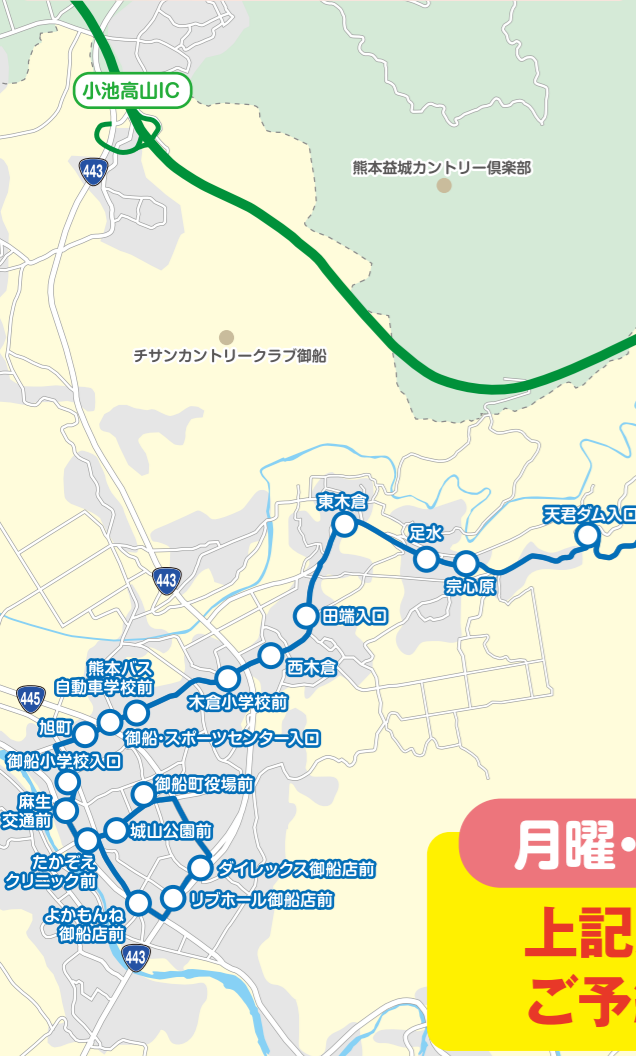 小池高山IC
443
熊本益城カントリー倶楽部
チサンカントリークラブ御船
東木倉
天君ダム入口
足水
宗心原
443
田端入口
西木倉
熊本バス
自動車学校前
445
木倉小学校前
旭町
御船・スポーツセンター入口
御船小学校入口
御船町役場前
麻生
交通前
城山公園前
たかぞえ
クリニック前
ダイレックス御船店前
リブホール御船店前
よかもんね
御船店前
443
月曜・
上記
ご予